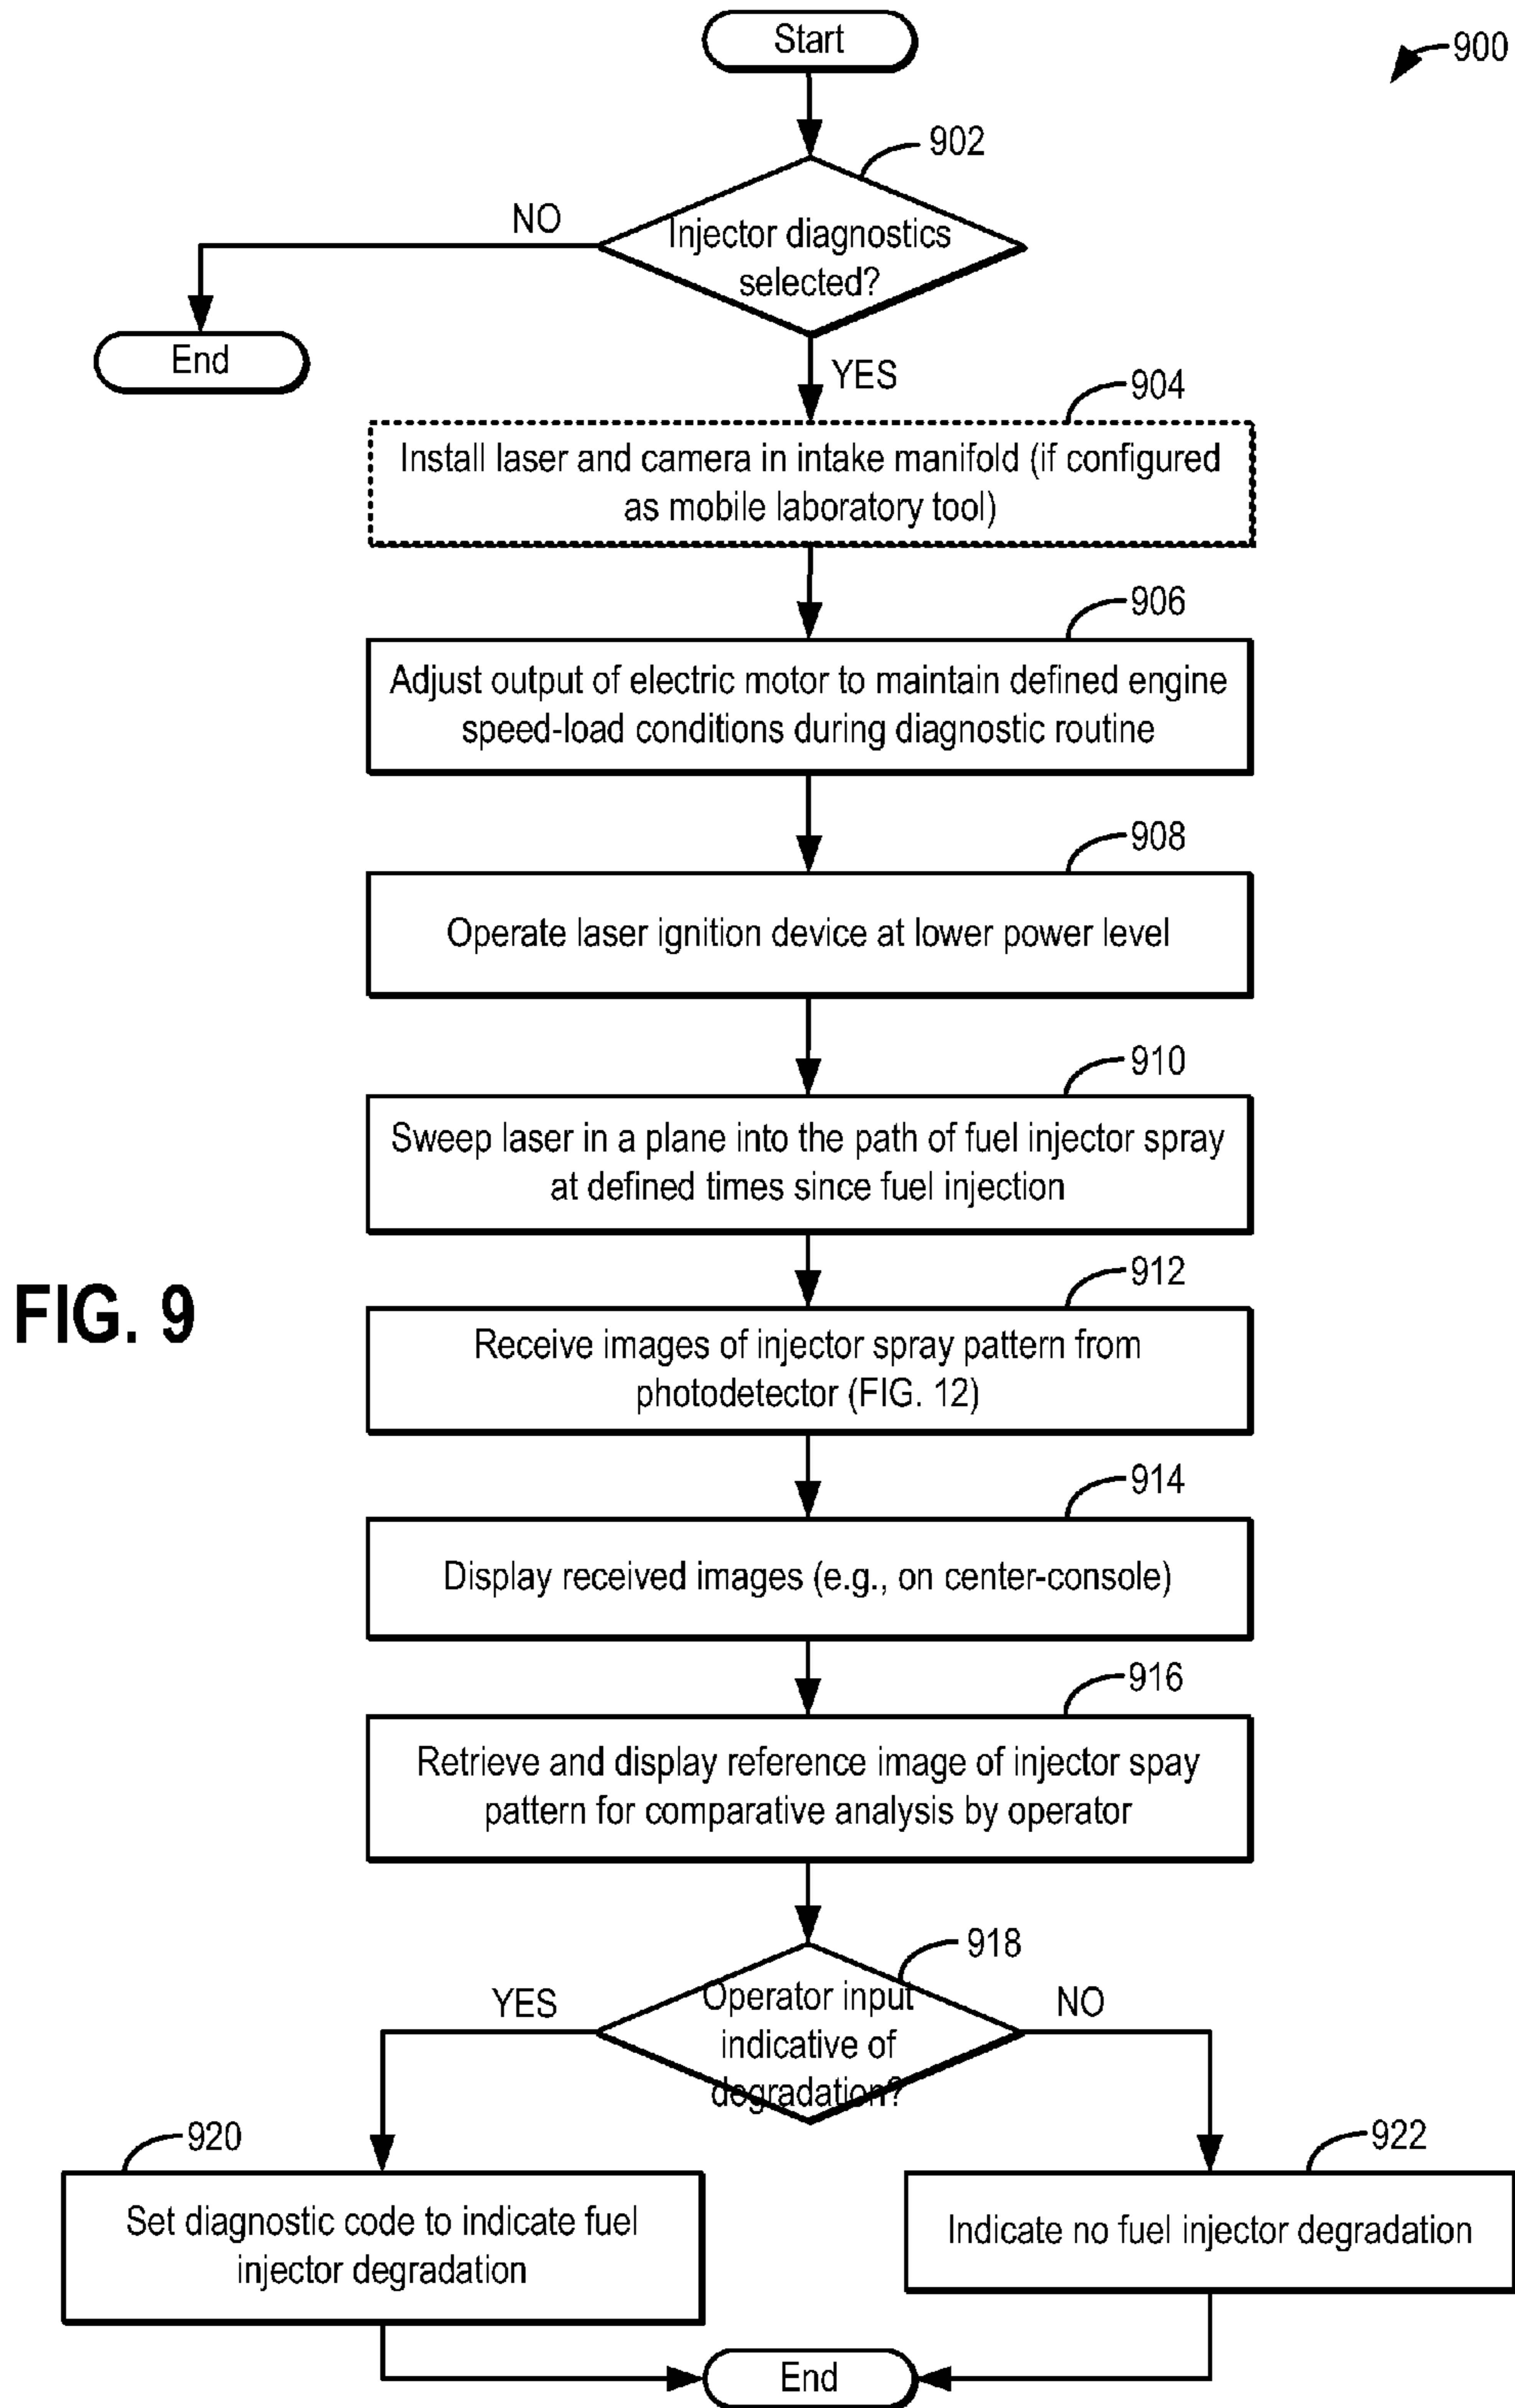 Start
900
902
Injector diagnostics
selected?
NO
End
YES
904
Install laser and camera in intake manifold (if configured
as mobile laboratory tool)
906
Adjust output of electric motor to maintain defined engine
speed-load conditions during diagnostic routine
908
Operate laser ignition device at lower power level
910
Sweep laser in a plane into the path of fuel injector spray
at defined times since fuel injection
912
FIG. 9
Receive images of injector spray pattern from
photodetector (FIG. 12)
914
Display received images (e.g., on center-console)
916
Retrieve and display reference image of injector spay
pattern for comparative analysis by operator
918
YES
Operator input
indicative of
degradation?
NO
920
Set diagnostic code to indicate fuel
injector degradation
922
Indicate no fuel injector degradation
End